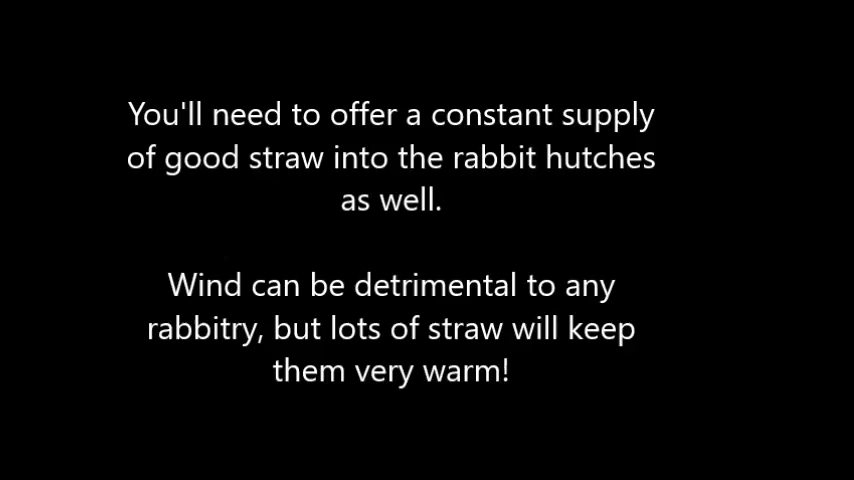 You'll need to offer a constant supply
of good straw into the rabbit hutches
as well.
Wind can be detrimental to any
rabbitry, but lots of straw will keep
them very warm!